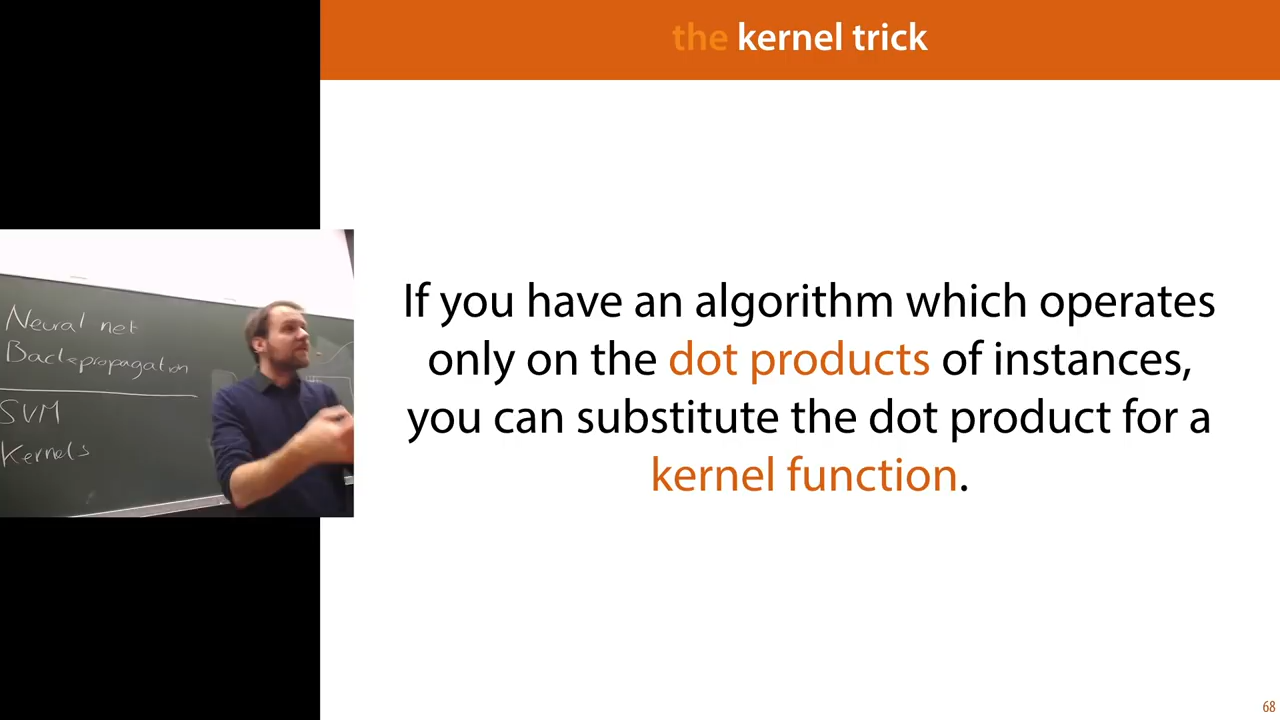 the kernel trick
Neural net
Backpropagation
SVM
Kernels
If you have an algorithm which operates
only on the dot products of instances,
you can substitute the dot product for a
kernel function.
68